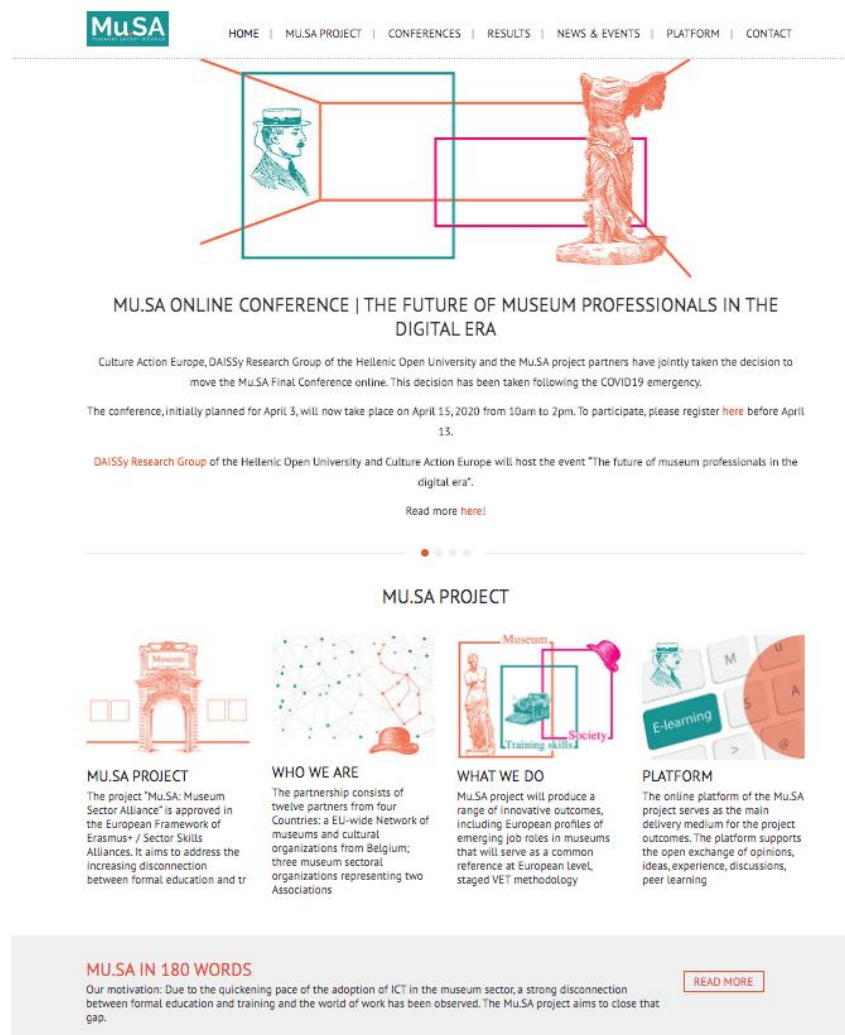 MuSA
museum sector alliance
HOME | MU.SA PROJECT | CONFERENCES | RESULTS | NEWS & EVENTS | PLATFORM | CONTACT
MU.SA ONLINE CONFERENCE | THE FUTURE OF MUSEUM PROFESSIONALS IN THE
DIGITAL ERA
Culture Action Europe, DAISSy Research Group of the Hellenic Open University and the Mu.SA project partners have jointly taken the decision to
move the Mu.SA Final Conference online. This decision has been taken following the COVID19 emergency.
The conference, initially planned for April 3, will now take place on April 15, 2020 from 10am to 2pm. To participate, please register here before April
13.
DAISSy Research Group of the Hellenic Open University and Culture Action Europe will host the event "The future of museum professionals in the
digital era".
Read more here!
MU.SA PROJECT
Museum
MU.SA PROJECT
The project "Mu.SA: Museum
Sector Alliance" is approved in
the European Framework of
Erasmus+ / Sector Skills
Alliances. It aims to address the
increasing disconnection
between formal education and tr
WHO WE ARE
The partnership consists of
twelve partners from four
Countries: a EU-wide Network of
museums and cultural
organizations from Belgium;
three museum sectoral
organizations representing two
Associations
Museum
Society
Training skills
WHAT WE DO
Mu.SA project will produce a
range of innovative outcomes,
including European profiles of
emerging job roles in museums
that will serve as a common
reference at European level,
staged VET methodology
M
U
E-learning
S
A
>
@
PLATFORM
The online platform of the Mu.SA
project serves as the main
delivery medium for the project
outcomes. The platform supports
the open exchange of opinions,
ideas, experience, discussions,
peer learning
MU.SA IN 180 WORDS
Our motivation: Due to the quickening pace of the adoption of ICT in the museum sector, a strong disconnection
between formal education and training and the world of work has been observed. The Mu.SA project aims to close that
gap.
READ MORE